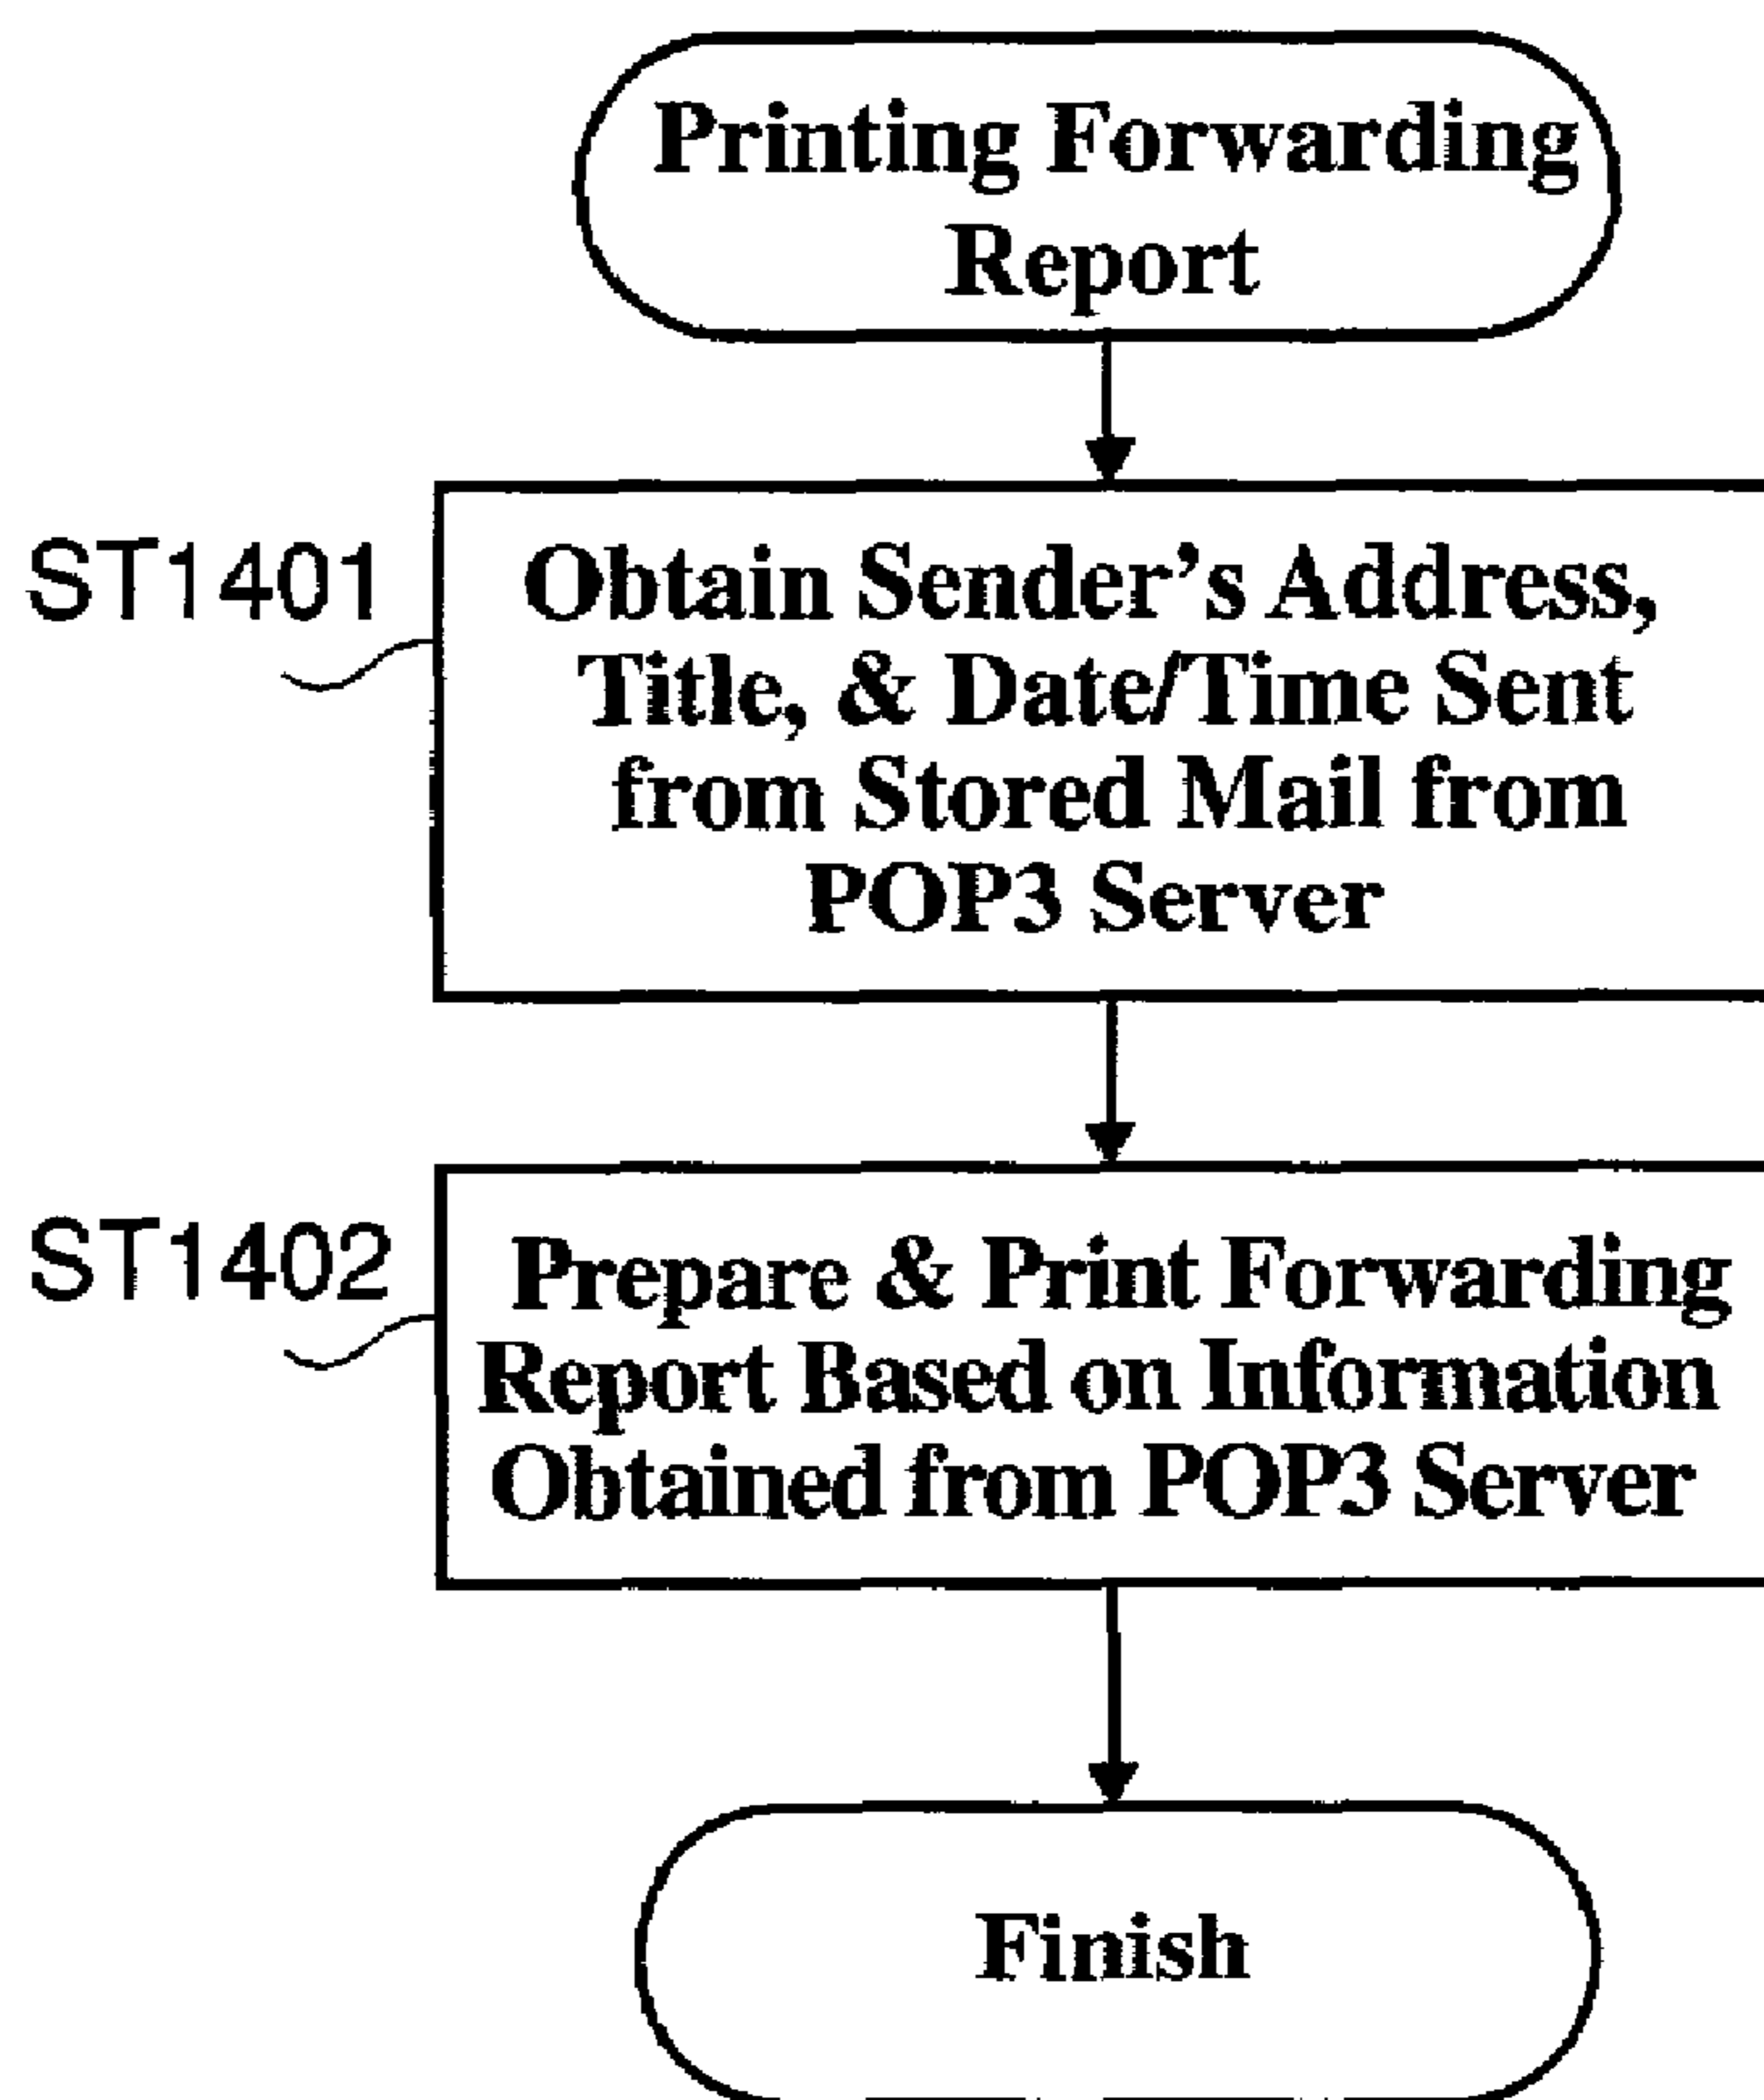 Printing Forwarding
Report
ST1401
Obtain Sender's Address,
Title, & Date/Time Sent
from Stored Mail from
POP3 Server
ST1402
Prepare & Print Forwarding
Report Based on Information
Obtained from POP3 Server
Finish